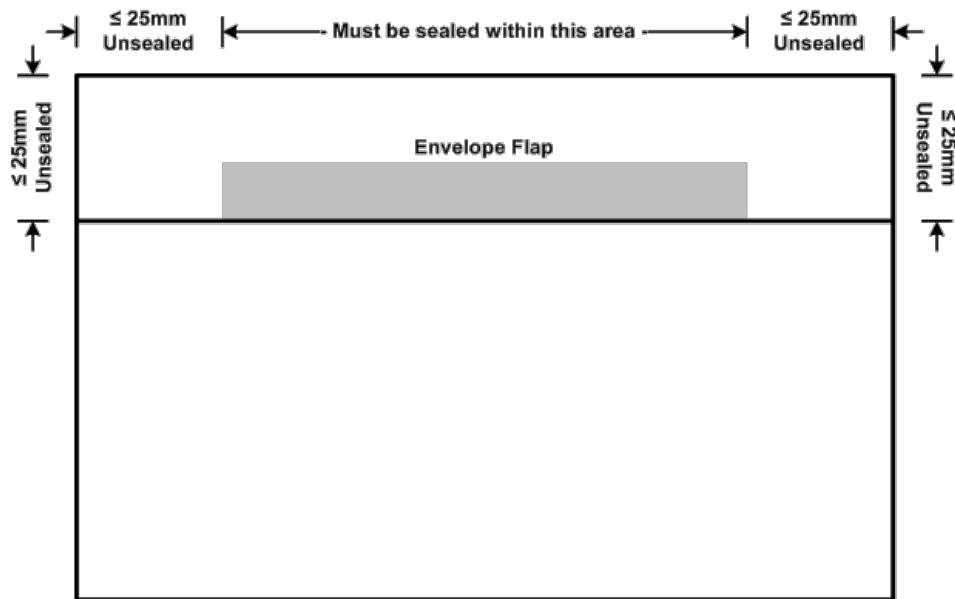 ≤ 25mm
Unsealed
- Must be sealed within this area -
≤ 25mm
Unsealed
≤ 25mm
Unsealed
Envelope Flap
≤ 25mm
Unsealed